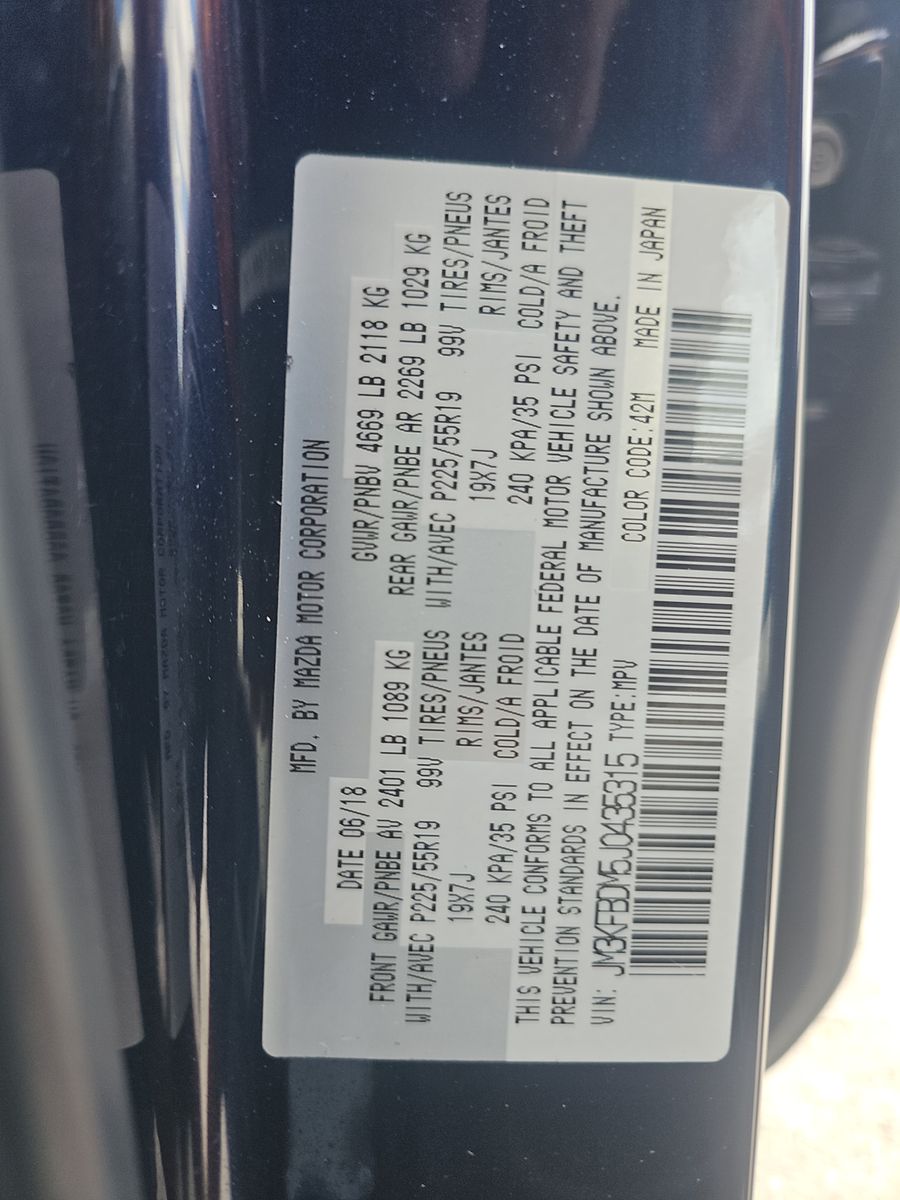 MFD. BY MAZDA MOTOR CORPORATION
DATE 06/18 GVWR/PNBV 4669 LB 2118 KG
FRONT GAWR/PNBE AV 2401 LB 1089 KG REAR GAWR/PNBE AR 2269 LB 1029 KG
WITH/AVEC P225/55R19 99V TIRES/PNEUS WITH/AVEC P225/55R19 99V TIRES/PNEUS
19X7J RIMS/JANTES 19X7J RIMS/JANTES
240 KPA/35 PSI COLD/A FROID 240 KPA/35 PSI COLD/A FROID
THIS VEHICLE CONFORMS TO ALL APPLICABLE FEDERAL MOTOR VEHICLE SAFETY AND THEFT
PREVENTION STANDARDS IN EFFECT ON THE DATE OF MANUFACTURE SHOWN ABOVE.
VIN: JM3KFBDY5J0435315 TYPE:MPV COLOR CODE:42M MADE IN JAPAN